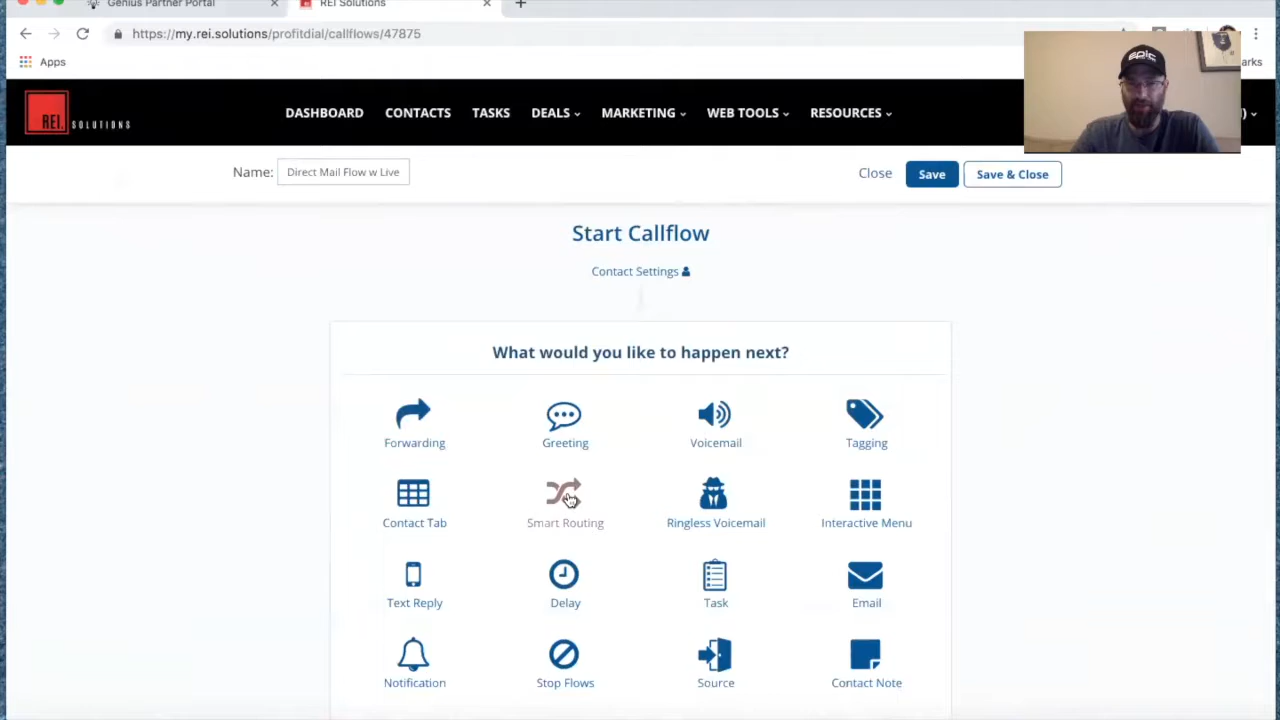 Genius Partner Portal
REI Solutions
https://my.rei.solutions/profitdial/callflows/47875
Apps
arks
REI. SOLUTIONS
DASHBOARD CONTACTS TASKS DEALS MARKETING WEB TOOLS RESOURCES
epic
Name: Direct Mail Flow w Live Close Save Save & Close
Start Callflow
Contact Settings
What would you like to happen next?
Forwarding Greeting Voicemail Tagging
Contact Tab Smart Routing Ringless Voicemail Interactive Menu
Text Reply Delay Task Email
Notification Stop Flows Source Contact Note